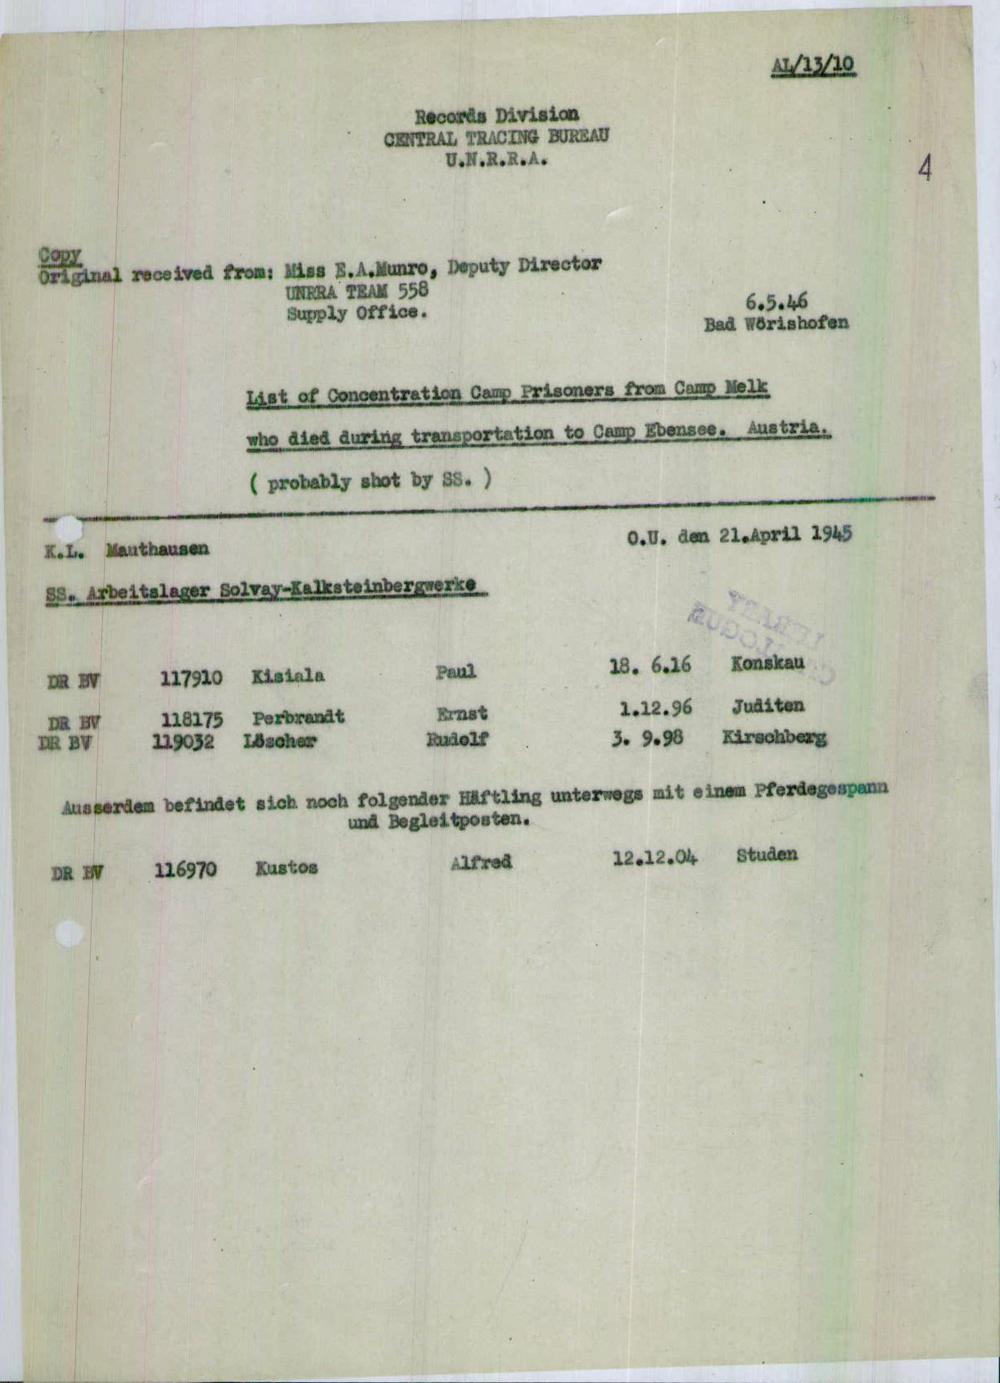 AL/13/10
Records Division
CENTRAL TRACING BUREAU
U.N.R.R.A.
4
Copy
Original received from: Miss E.A.Munro, Deputy Director
UNRRA TEAM 558
Supply Office.
6.5.46
Bad Wörishofen
List of Concentration Camp Prisoners from Camp Melk
who died during transportation to Camp Ebensee. Austria.
( probably shot by SS. )
K.L. Mauthausen
O.U. den 21.April 1945
SS. Arbeitslager Solvay-Kalksteinbergwerke
DR BV 117910 Kisiala Paul 18. 6.16 Konskau
DR BV 118175 Perbrandt Ernst 1.12.96 Juditen
DR BV 119032 Löscher Rudolf 3. 9.98 Kirschberg
Ausserdem befindet sich noch folgender Häftling unterwegs mit einem Pferdegespann
und Begleitposten.
DR BV 116970 Kustos Alfred 12.12.04 Studen